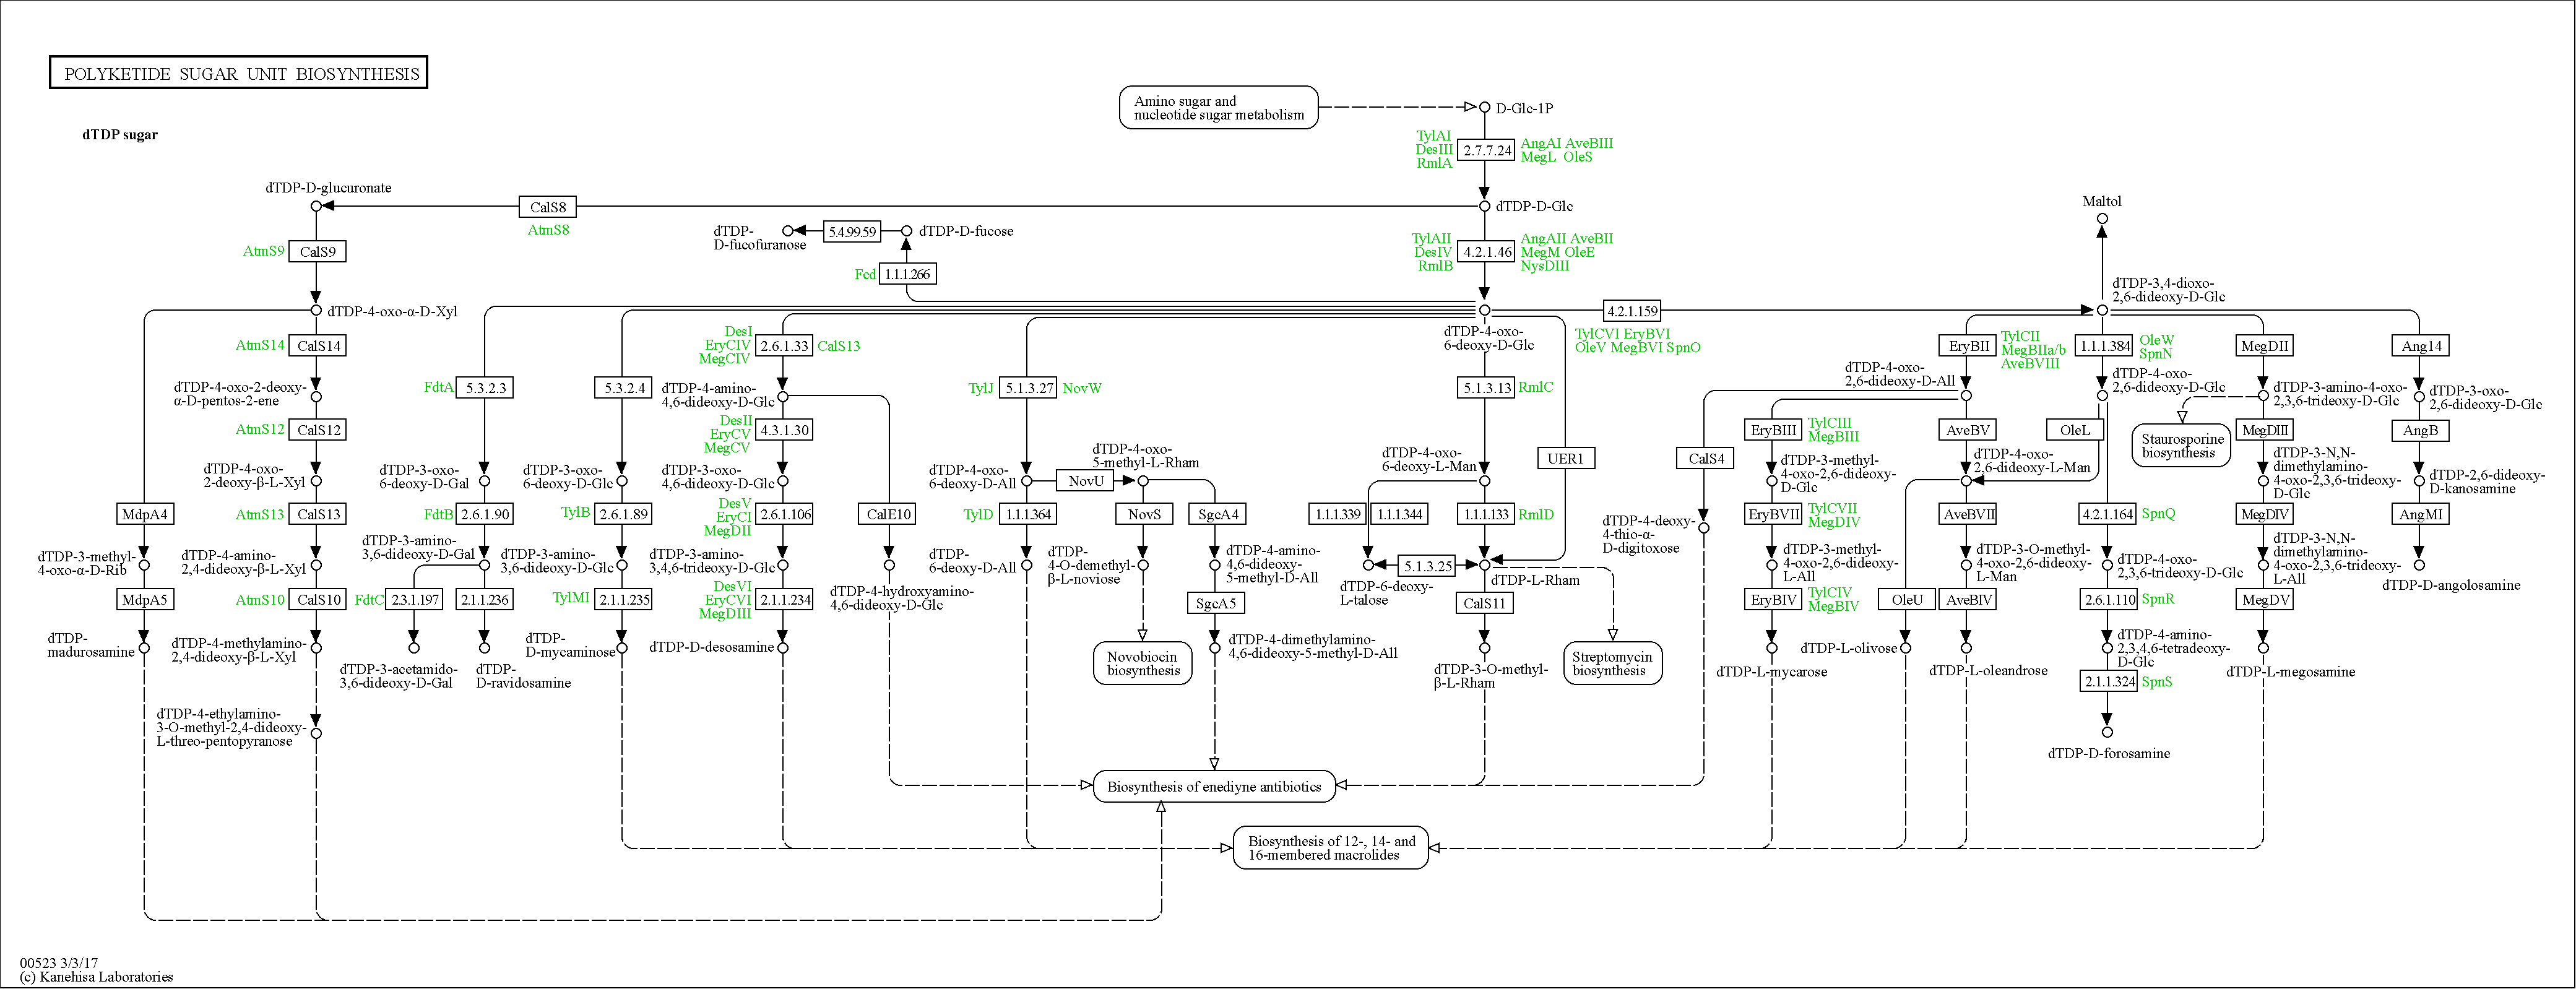 POLYKETIDE SUGAR UNIT BIOSYNTHESIS
dTDP sugar
Amino sugar and
nucleotide sugar metabolism
D-Glc-1P
TylAI
DesIII
RmlA
2.7.7.24
AngAI AveBIII
MegL OleS
dTDP-D-glucuronate
CalS8
AtmS8
dTDP-D-Glc
Maltol
AtmS9
CalS9
dTDP-
D-fucofuranose
5.4.99.59
dTDP-D-fucose
Fcd
1.1.1.266
TylAII
DesIV
RmlB
4.2.1.46
AngAII AveBII
MegM OleE
NysDIII
dTDP-4-oxo-α-D-Xyl
dTDP-4-oxo-
6-deoxy-D-Glc
4.2.1.159
TylCVI EryBVI
OleV MegBVI SpnO
dTDP-3,4-dioxo-
2,6-dideoxy-D-Glc
AtmS14
CalS14
DesI
EryCIV
MegCIV
2.6.1.33
CalS13
EryBII
TylCII
MegBIIa/b
AveBVIII
1.1.1.384
OleW
SpnN
MegDII
Ang14
dTDP-4-oxo-2-deoxy-
α-D-pentos-2-ene
FdtA
5.3.2.3
5.3.2.4
dTDP-4-amino-
4,6-dideoxy-D-Glc
TylJ
5.1.3.27
NovW
5.1.3.13
RmlC
dTDP-4-oxo-
2,6-dideoxy-D-All
dTDP-4-oxo-
2,6-dideoxy-D-Glc
dTDP-3-amino-4-oxo-
2,3,6-trideoxy-D-Glc
dTDP-3-oxo-
2,6-dideoxy-D-Glc
AtmS12
CalS12
DesII
EryCV
MegCV
4.3.1.30
EryBIII
TylCIII
MegBIII
AveBV
OleL
Staurosporine
biosynthesis
MegDIII
AngB
dTDP-4-oxo-
2-deoxy-β-L-Xyl
dTDP-3-oxo-
6-deoxy-D-Gal
dTDP-3-oxo-
6-deoxy-D-Glc
dTDP-3-oxo-
4,6-dideoxy-D-Glc
dTDP-4-oxo-
6-deoxy-D-All
NovU
dTDP-4-oxo-
5-methyl-L-Rham
dTDP-4-oxo-
6-deoxy-L-Man
UER1
CalS4
dTDP-3-methyl-
4-oxo-2,6-dideoxy-
D-Glc
dTDP-4-oxo-
2,6-dideoxy-L-Man
dTDP-3-N,N-
dimethylamino-
4-oxo-2,3,6-trideoxy-
D-Glc
dTDP-2,6-dideoxy-
D-kanosamine
MdpA4
AtmS13
CalS13
FdtB
2.6.1.90
TylB
2.6.1.89
DesV
EryCI
MegDII
2.6.1.106
CalE10
TylD
1.1.1.364
NovS
SgcA4
1.1.1.339
1.1.1.344
1.1.1.133
RmlD
dTDP-4-deoxy-
4-thio-α-
D-digitoxose
EryBVII
TylCVII
MegDIV
AveBVII
4.2.1.164
SpnQ
MegDIV
AngMI
dTDP-3-methyl-
4-oxo-α-D-Rib
dTDP-4-amino-
2,4-dideoxy-β-L-Xyl
dTDP-3-amino-
3,6-dideoxy-D-Gal
dTDP-3-amino-
3,6-dideoxy-D-Glc
dTDP-3-amino-
3,4,6-trideoxy-D-Glc
dTDP-4-hydroxyamino-
4,6-dideoxy-D-Glc
dTDP-
6-deoxy-D-All
dTDP-
4-O-demethyl-
β-L-noviose
dTDP-4-amino-
4,6-dideoxy-
5-methyl-D-All
5.1.3.25
dTDP-6-deoxy-
L-talose
dTDP-L-Rham
dTDP-3-methyl-
4-oxo-2,6-dideoxy-
L-All
dTDP-3-O-methyl-
4-oxo-2,6-dideoxy-
L-Man
dTDP-4-oxo-
2,3,6-trideoxy-D-Glc
dTDP-3-N,N-
dimethylamino-
4-oxo-2,3,6-trideoxy-
L-All
dTDP-D-angolosamine
MdpA5
AtmS10
CalS10
FdtC
2.3.1.197
2.1.1.236
TylMI
2.1.1.235
DesVI
EryCVI
MegDIII
2.1.1.234
SgcA5
CalS11
EryBIV
TylCIV
MegBIV
OleU
AveBIV
2.6.1.110
SpnR
MegDV
dTDP-
madurosamine
dTDP-4-methylamino-
2,4-dideoxy-β-L-Xyl
dTDP-3-acetamido-
3,6-dideoxy-D-Gal
dTDP-
D-ravidosamine
dTDP-
D-mycaminose
dTDP-D-desosamine
Novobiocin
biosynthesis
dTDP-4-dimethylamino-
4,6-dideoxy-5-methyl-D-All
dTDP-3-O-methyl-
β-L-Rham
Streptomycin
biosynthesis
dTDP-L-mycarose
dTDP-L-olivose
dTDP-L-oleandrose
dTDP-4-amino-
2,3,4,6-tetradeoxy-
D-Glc
dTDP-L-megosamine
2.1.1.324
SpnS
dTDP-4-ethylamino-
3-O-methyl-2,4-dideoxy-
L-threo-pentopyranose
dTDP-D-forosamine
Biosynthesis of enediyne antibiotics
Biosynthesis of 12-, 14- and
16-membered macrolides
00523 3/3/17
(c) Kanehisa Laboratories